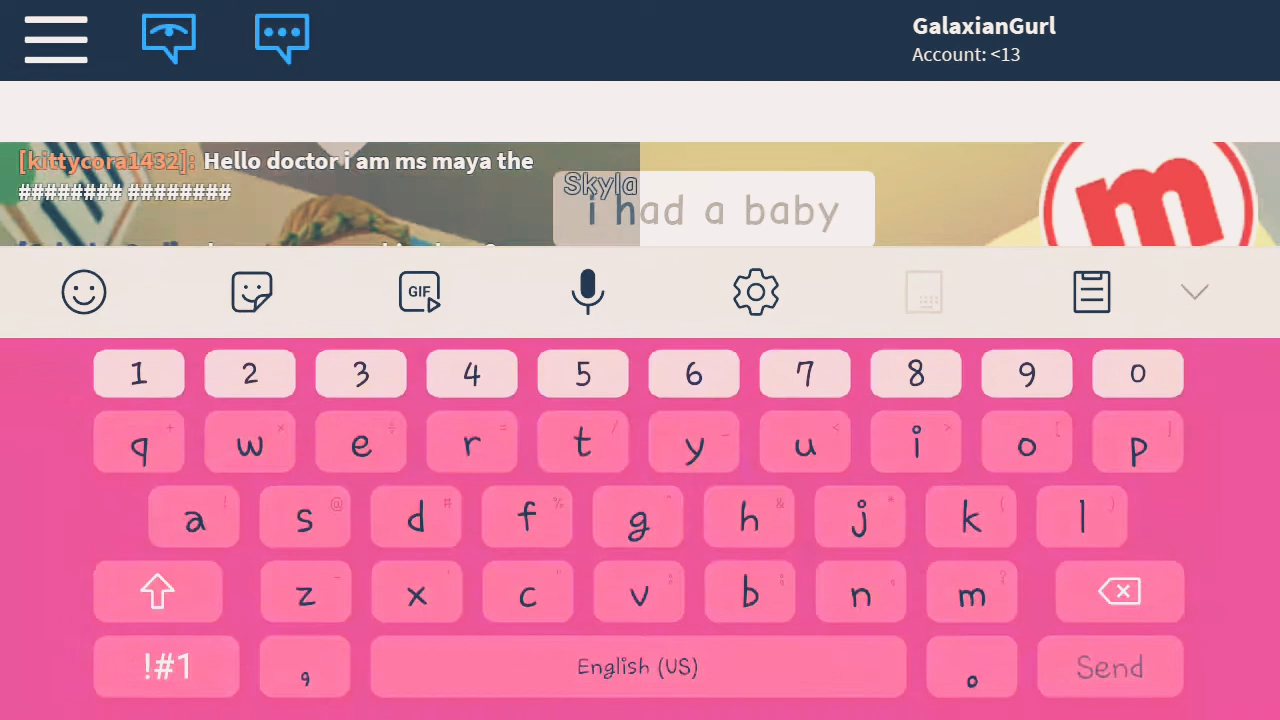 GalaxianGurl
Account: <13
[kittycora1432]: Hello doctor i am ms maya the
######## ########
Skyla
i had a baby
m
GIF
1 2 3 4 5 6 7 8 9 0
q w e r t y u i o p
a s d f g h j k l
z x c v b n m
!#1 , English (US) . Send